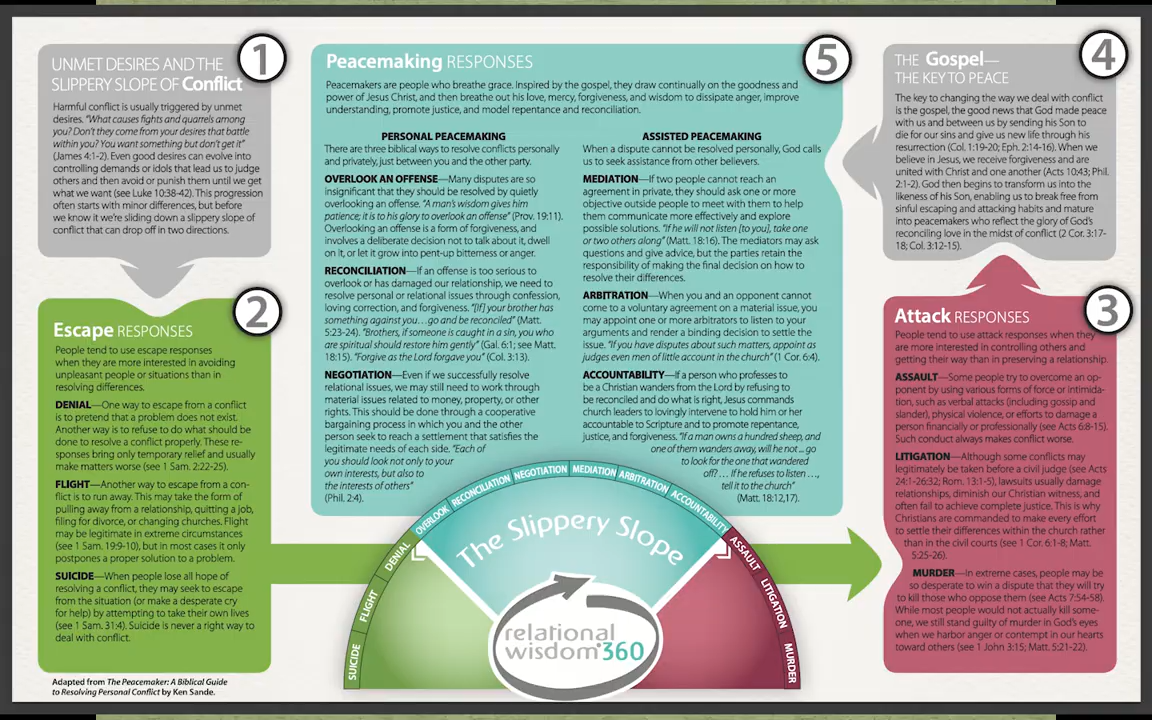 1
UNMET DESIRES AND THE
SLIPPERY SLOPE OF Conflict
Harmful conflict is usually triggered by unmet
desires. "What causes fights and quarrels among
you? Don't they come from your desires that battle
within you? You want something but don't get it"
(James 4:1-2). Even good desires can evolve into
controlling demands or idols that lead us to judge
others and then avoid or punish them until we get
what we want (see Luke 10:38-42). This progression
often starts with minor differences, but before
we know it we're sliding down a slippery slope of
conflict that can drop off in two directions.
2
Escape RESPONSES
People tend to use escape responses
when they are more interested in avoiding
unpleasant people or situations than in
resolving differences.
DENIAL—One way to escape from a conflict
is to pretend that a problem does not exist.
Another way is to refuse to do what should be
done to resolve a conflict properly. These re-
sponses bring only temporary relief and usually
make matters worse (see 1 Sam. 2:22-25).
FLIGHT—Another way to escape from a con-
flict is to run away. This may take the form of
pulling away from a relationship, quitting a job,
filing for divorce, or changing churches. Flight
may be legitimate in extreme circumstances
(see 1 Sam. 19:9-10), but in most cases it only
postpones a proper solution to a problem.
SUICIDE—When people lose all hope of
resolving a conflict, they may seek to escape
from the situation (or make a desperate cry
for help) by attempting to take their own lives
(see 1 Sam. 31:4). Suicide is never a right way to
deal with conflict.
Adapted from The Peacemaker: A Biblical Guide
to Resolving Personal Conflict by Ken Sande.
5
Peacemaking RESPONSES
Peacemakers are people who breathe grace. Inspired by the gospel, they draw continually on the goodness and
power of Jesus Christ, and then breathe out his love, mercy, forgiveness, and wisdom to dissipate anger, improve
understanding, promote justice, and model repentance and reconciliation.
PERSONAL PEACEMAKING
There are three biblical ways to resolve conflicts personally
and privately, just between you and the other party.
OVERLOOK AN OFFENSE—Many disputes are so
insignificant that they should be resolved by quietly
overlooking an offense. "A man's wisdom gives him
patience; it is to his glory to overlook an offense" (Prov. 19:11).
Overlooking an offense is a form of forgiveness, and
involves a deliberate decision not to talk about it, dwell
on it, or let it grow into pent-up bitterness or anger.
RECONCILIATION—If an offense is too serious to
overlook or has damaged our relationship, we need to
resolve personal or relational issues through confession,
loving correction, and forgiveness. "[If] your brother has
something against you…go and be reconciled" (Matt.
5:23-24). "Brothers, if someone is caught in a sin, you who
are spiritual should restore him gently" (Gal. 6:1; see Matt.
18:15). "Forgive as the Lord forgave you" (Col. 3:13).
NEGOTIATION—Even if we successfully resolve
relational issues, we may still need to work through
material issues related to money, property, or other
rights. This should be done through a cooperative
bargaining process in which you and the other
person seek to reach a settlement that satisfies the
legitimate needs of each side. "Each of
you should look not only to your
own interests, but also to
the interests of others"
(Phil. 2:4).
ASSISTED PEACEMAKING
When a dispute cannot be resolved personally, God calls
us to seek assistance from other believers.
MEDIATION—If two people cannot reach an
agreement in private, they should ask one or more
objective outside people to meet with them to help
them communicate more effectively and explore
possible solutions. "If he will not listen [to you], take one
or two others along" (Matt. 18:16). The mediators may ask
questions and give advice, but the parties retain the
responsibility of making the final decision on how to
resolve their differences.
ARBITRATION—When you and an opponent cannot
come to a voluntary agreement on a material issue, you
may appoint one or more arbitrators to listen to your
arguments and render a binding decision to settle the
issue. "If you have disputes about such matters, appoint as
judges even men of little account in the church" (1 Cor. 6:4).
ACCOUNTABILITY—If a person who professes to
be a Christian wanders from the Lord by refusing to
be reconciled and do what is right, Jesus commands
church leaders to lovingly intervene to hold him or her
accountable to Scripture and to promote repentance,
justice, and forgiveness. "If a man owns a hundred sheep, and
one of them wanders away, will he not... go
to look for the one that wandered
off? … If he refuses to listen …,
tell it to the church"
(Matt. 18:12,17).
4
THE Gospel—
THE KEY TO PEACE
The key to changing the way we deal with conflict
is the gospel, the good news that God made peace
with us and between us by sending his Son to
die for our sins and give us new life through his
resurrection (Col. 1:19-20; Eph. 2:14-16). When we
believe in Jesus, we receive forgiveness and are
united with Christ and one another (Acts 10:43; Phil.
2:1-2). God then begins to transform us into the
likeness of his Son, enabling us to break free from
sinful escaping and attacking habits and mature
into peacemakers who reflect the glory of God's
reconciling love in the midst of conflict (2 Cor. 3:17-
18; Col. 3:12-15).
3
Attack RESPONSES
People tend to use attack responses when they
are more interested in controlling others and
getting their way than in preserving a relationship.
ASSAULT—Some people try to overcome an op-
ponent by using various forms of force or intimida-
tion, such as verbal attacks (including gossip and
slander), physical violence, or efforts to damage a
person financially or professionally (see Acts 6:8-15).
Such conduct always makes conflict worse.
LITIGATION—Although some conflicts may
legitimately be taken before a civil judge (see Acts
24:1-26:32; Rom. 13:1-5), lawsuits usually damage
relationships, diminish our Christian witness, and
often fail to achieve complete justice. This is why
Christians are commanded to make every effort
to settle their differences within the church rather
than in the civil courts (see 1 Cor. 6:1-8; Matt.
5:25-26).
MURDER—In extreme cases, people may be
so desperate to win a dispute that they will try
to kill those who oppose them (see Acts 7:54-58).
While most people would not actually kill some-
one, we still stand guilty of murder in God's eyes
when we harbor anger or contempt in our hearts
toward others (see 1 John 3:15; Matt. 5:21-22).
SUICIDE
FLIGHT
DENIAL
OVERLOOK
RECONCILIATION
NEGOTIATION
MEDIATION
ARBITRATION
ACCOUNTABILITY
ASSAULT
LITIGATION
MURDER
The Slippery Slope
relational
wisdom®360